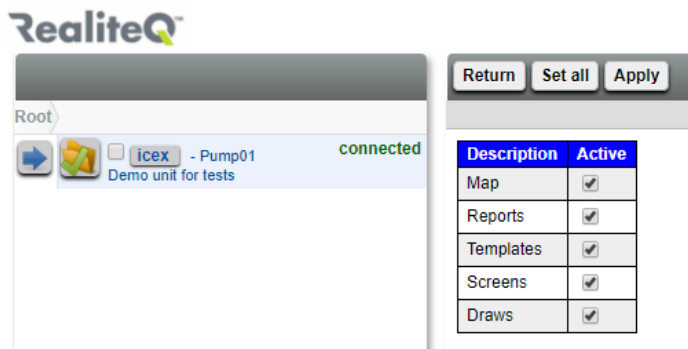 RealiteQ™
Return Set all Apply
Root
icex - Pump01 connected
Demo unit for tests
Description Active
Map
Reports
Templates
Screens
Draws